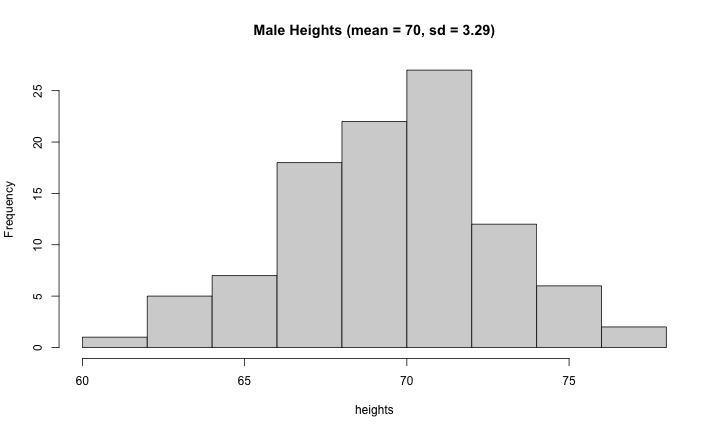 Male Heights (mean = 70, sd = 3.29)
Frequency
25
20
15
10
5
0
60 65 70 75
heights